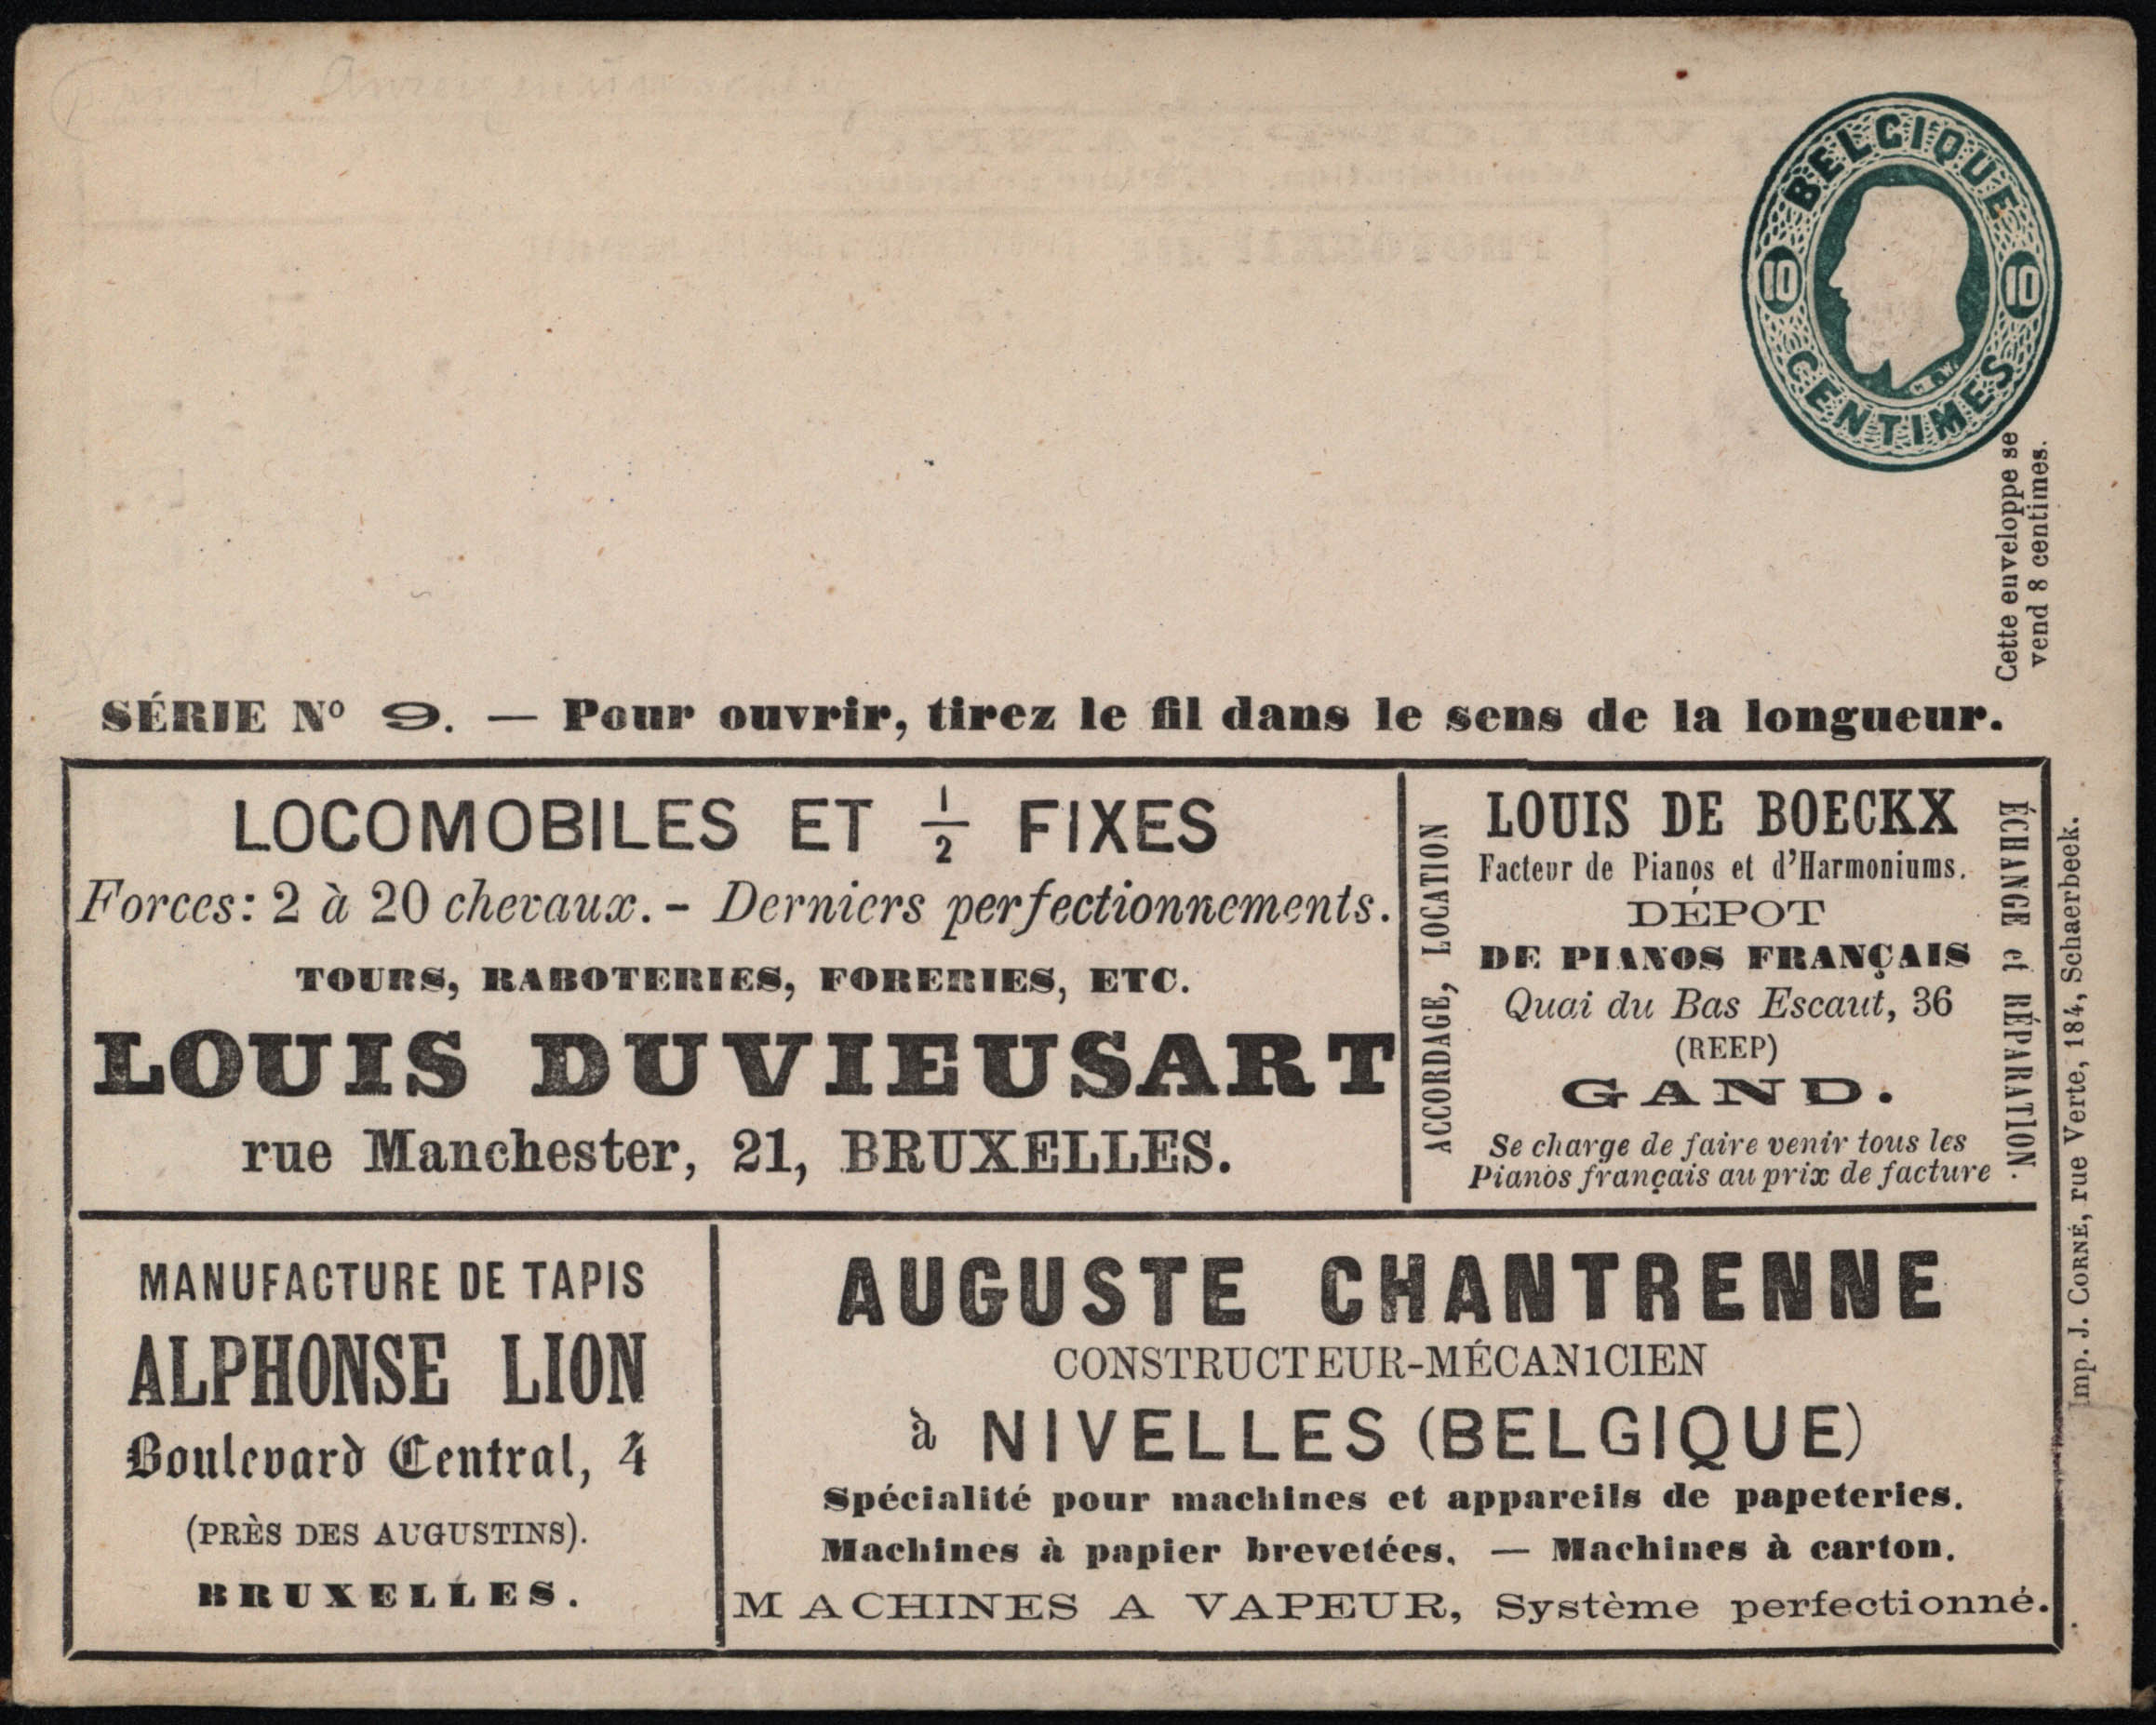 BELGIQUE
10 10
CENTIMES
Cette enveloppe se
vend 8 centimes.
SÉRIE Nº 9. — Pour ouvrir, tirez le fil dans le sens de la longueur.
LOCOMOBILES ET 1/2 FIXES
Forces: 2 à 20 chevaux. - Derniers perfectionnements.
TOURS, RABOTERIES, FORERIES, ETC.
LOUIS DUVIEUSART
rue Manchester, 21, BRUXELLES.
ACCORDAGE, LOCATION
LOUIS DE BOECKX
Facteur de Pianos et d'Harmoniums.
DÉPOT
DE PIANOS FRANÇAIS
Quai du Bas Escaut, 36
(REEP)
GAND.
Se charge de faire venir tous les
Pianos français au prix de facture
ÉCHANGE et RÉPARATION.
MANUFACTURE DE TAPIS
ALPHONSE LION
Boulevard Central, 4
(PRÈS DES AUGUSTINS).
BRUXELLES.
AUGUSTE CHANTRENNE
CONSTRUCTEUR-MÉCAN1CIEN
à NIVELLES (BELGIQUE)
Spécialité pour machines et appareils de papeteries.
Machines à papier brevetées. — Machines à carton.
MACHINES A VAPEUR, Système perfectionné.
Imp. J. CORNÉ, rue Verte, 184, Schaerbeek.